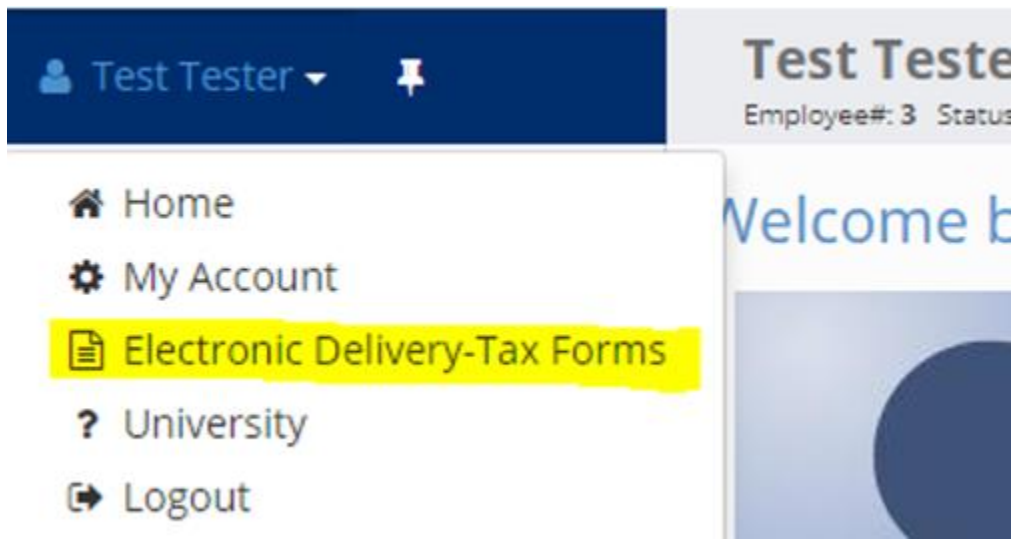 Test Tester
Test Teste
Employee#: 3 Status
Home
Welcome b
My Account
Electronic Delivery-Tax Forms
? University
Logout